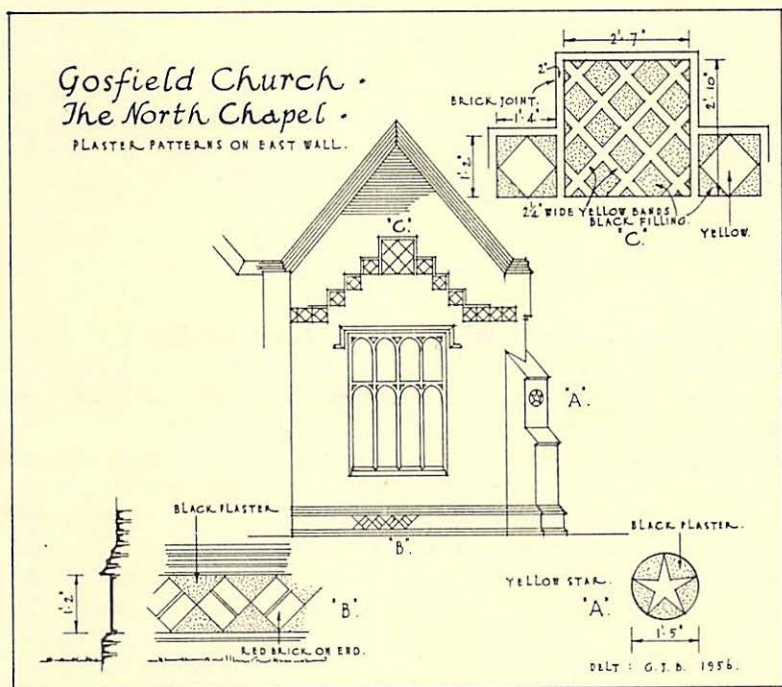 Gosfield Church.
The North Chapel.
PLASTER PATTERNS ON EAST WALL.
2'-7"
2"
BRICK JOINT.
1'-4"
2'-10"
1'-2"
2¼" WIDE YELLOW BANDS
BLACK FILLING.
"C".
YELLOW.
"C".
"A".
"B".
BLACK PLASTER
1'-2"
"B".
RED BRICK ON END.
BLACK PLASTER.
YELLOW STAR.
"A".
1'-5"
DELT : G.J.B. 1956.